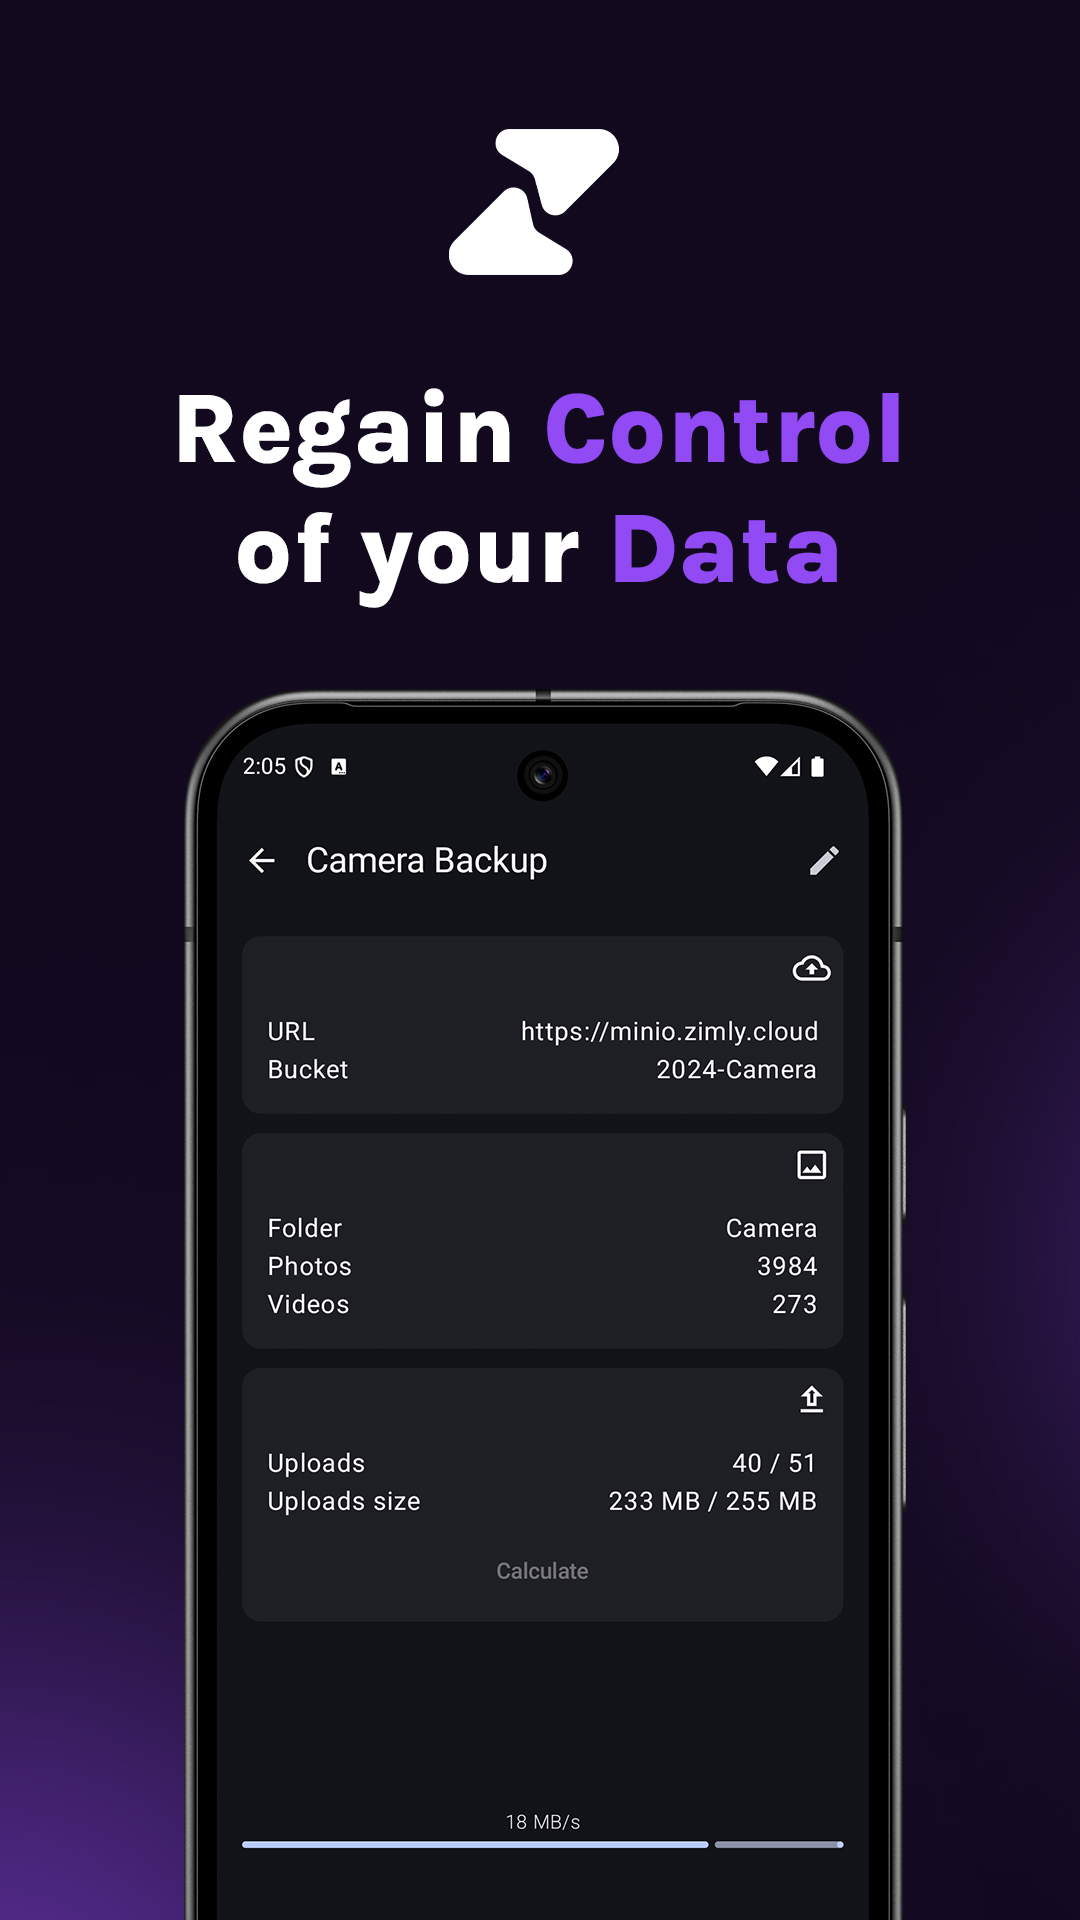 Regain Control
of your Data
2:05
Camera Backup
URL https://minio.zimly.cloud
Bucket 2024-Camera
Folder Camera
Photos 3984
Videos 273
Uploads 40 / 51
Uploads size 233 MB / 255 MB
Calculate
18 MB/s